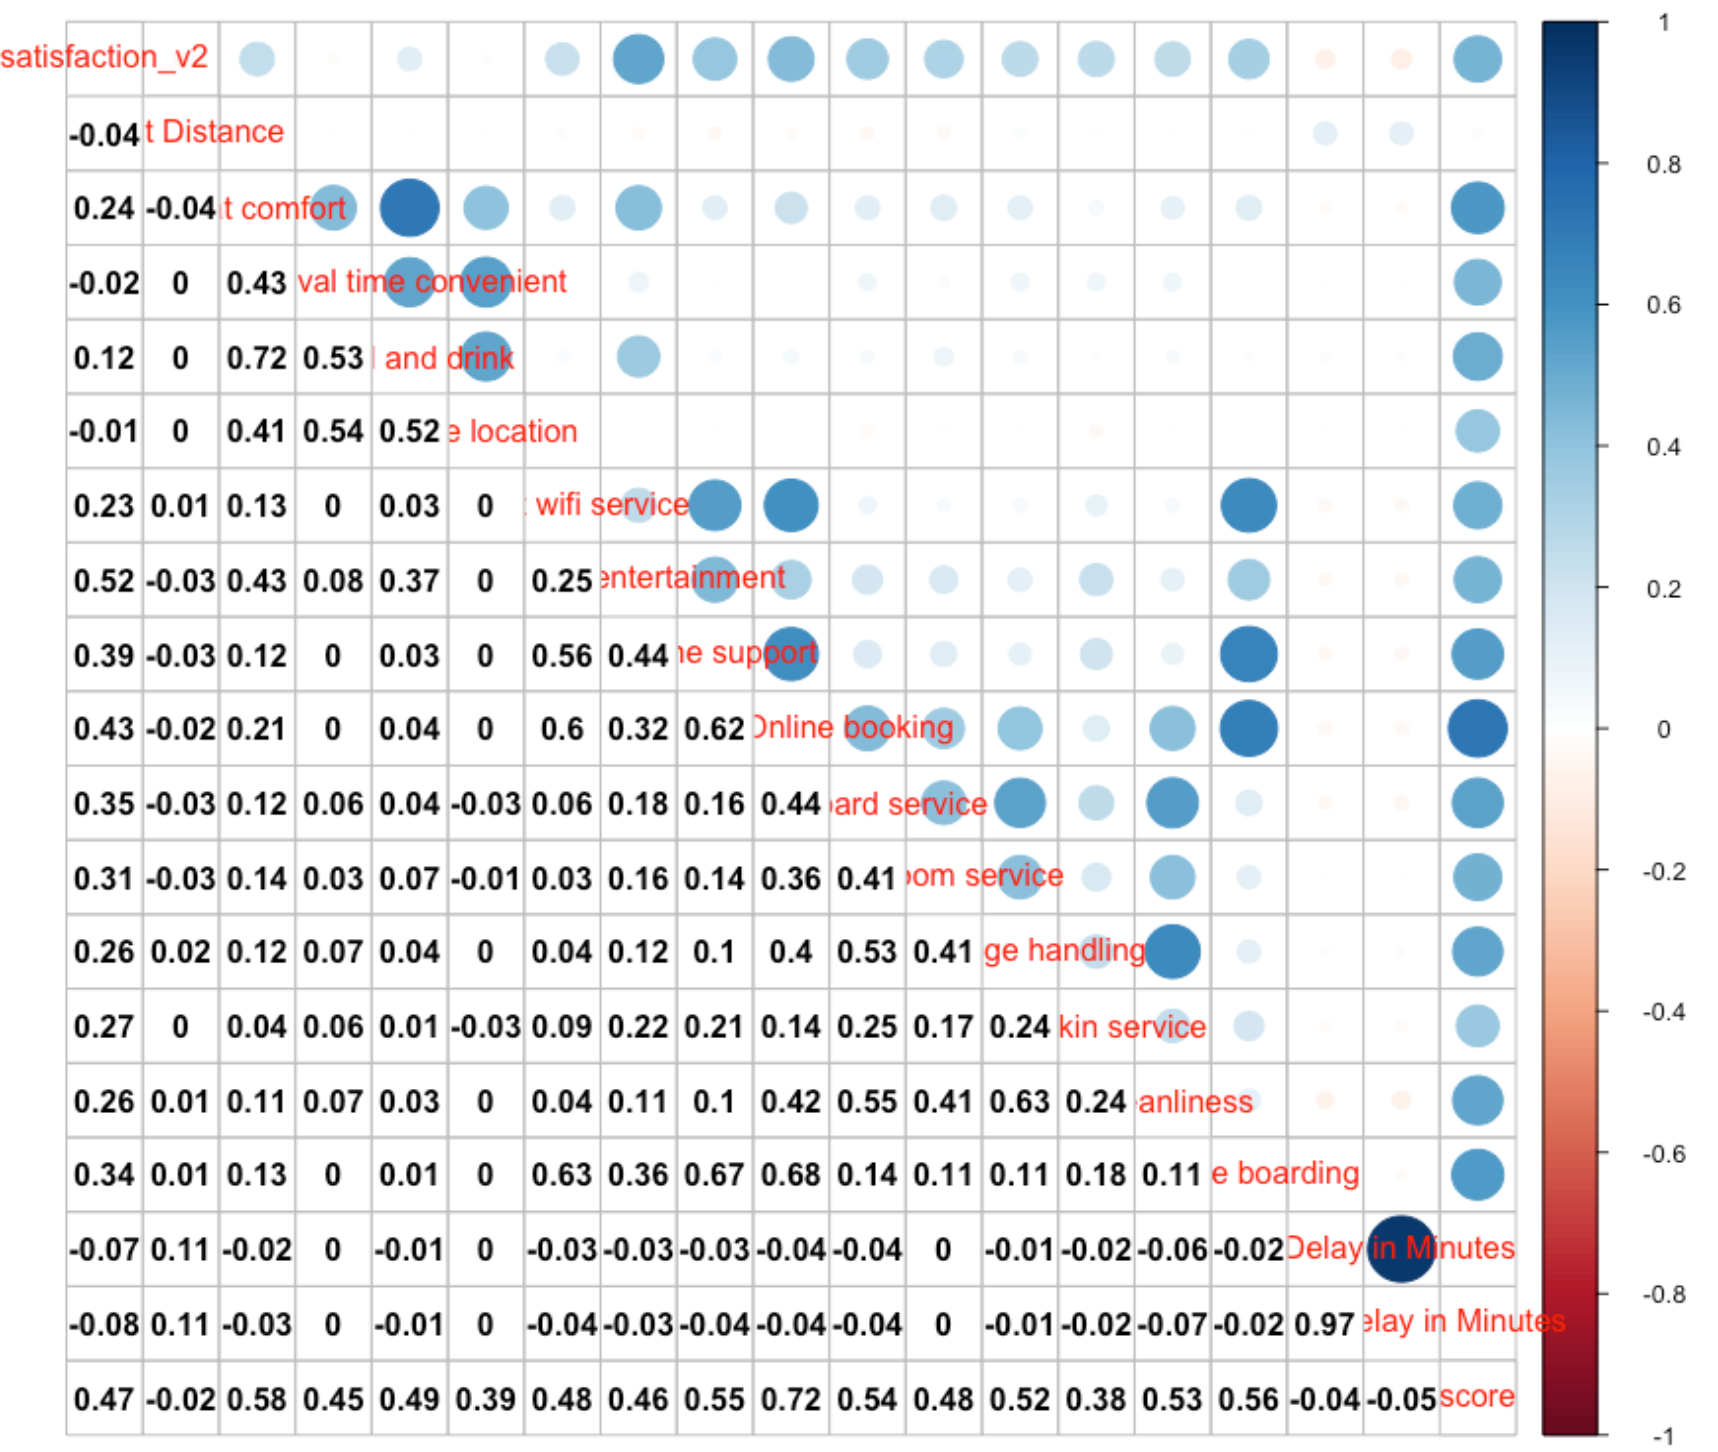 satisfaction_v2
-0.04 t Distance
0.24 -0.04 t comfort
-0.02 0 0.43 val time convenient
0.12 0 0.72 0.53 and drink
-0.01 0 0.41 0.54 0.52 e location
0.23 0.01 0.13 0 0.03 0 wifi service
0.52 -0.03 0.43 0.08 0.37 0 0.25 entertainment
0.39 -0.03 0.12 0 0.03 0 0.56 0.44 ne support
0.43 -0.02 0.21 0 0.04 0 0.6 0.32 0.62 Online booking
0.35 -0.03 0.12 0.06 0.04 -0.03 0.06 0.18 0.16 0.44 ard service
0.31 -0.03 0.14 0.03 0.07 -0.01 0.03 0.16 0.14 0.36 0.41 om service
0.26 0.02 0.12 0.07 0.04 0 0.04 0.12 0.1 0.4 0.53 0.41 ge handling
0.27 0 0.04 0.06 0.01 -0.03 0.09 0.22 0.21 0.14 0.25 0.17 0.24 kin service
0.26 0.01 0.11 0.07 0.03 0 0.04 0.11 0.1 0.42 0.55 0.41 0.63 0.24 anliness
0.34 0.01 0.13 0 0.01 0 0.63 0.36 0.67 0.68 0.14 0.11 0.11 0.18 0.11 e boarding
-0.07 0.11 -0.02 0 -0.01 0 -0.03 -0.03 -0.03 -0.04 -0.04 0 -0.01 -0.02 -0.06 -0.02 Delay in Minutes
-0.08 0.11 -0.03 0 -0.01 0 -0.04 -0.03 -0.04 -0.04 -0.04 0 -0.01 -0.02 -0.07 -0.02 0.97 elay in Minutes
0.47 -0.02 0.58 0.45 0.49 0.39 0.48 0.46 0.55 0.72 0.54 0.48 0.52 0.38 0.53 0.56 -0.04 -0.05 score
1
0.8
0.6
0.4
0.2
0
-0.2
-0.4
-0.6
-0.8
-1